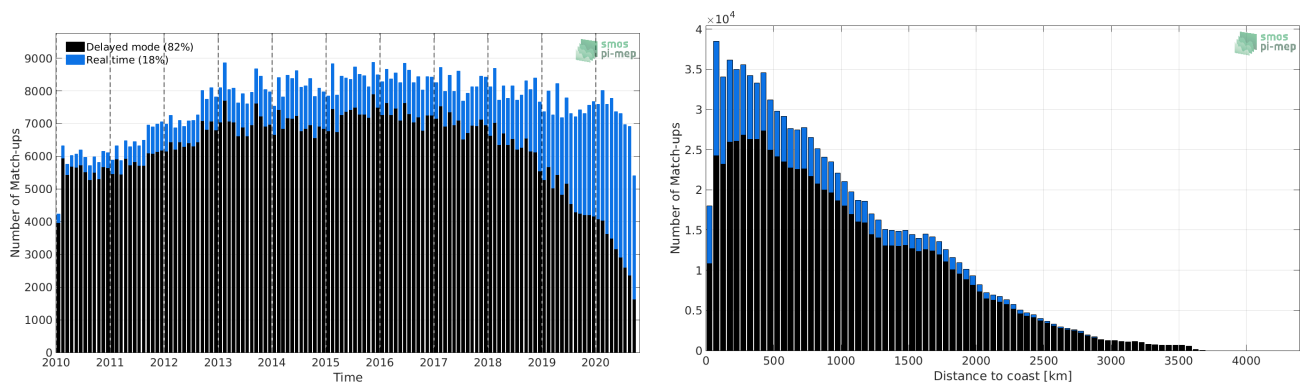 Delayed mode (82%)
Real time (18%)
smos
pi-mep
9000
8000
7000
6000
5000
4000
3000
2000
1000
0
Number of Match-ups
2010 2011 2012 2013 2014 2015 2016 2017 2018 2019 2020
Time
×10⁴
smos
pi-mep
4
3.5
3
2.5
2
1.5
1
0.5
0
Number of Match-ups
0 500 1000 1500 2000 2500 3000 3500 4000
Distance to coast [km]